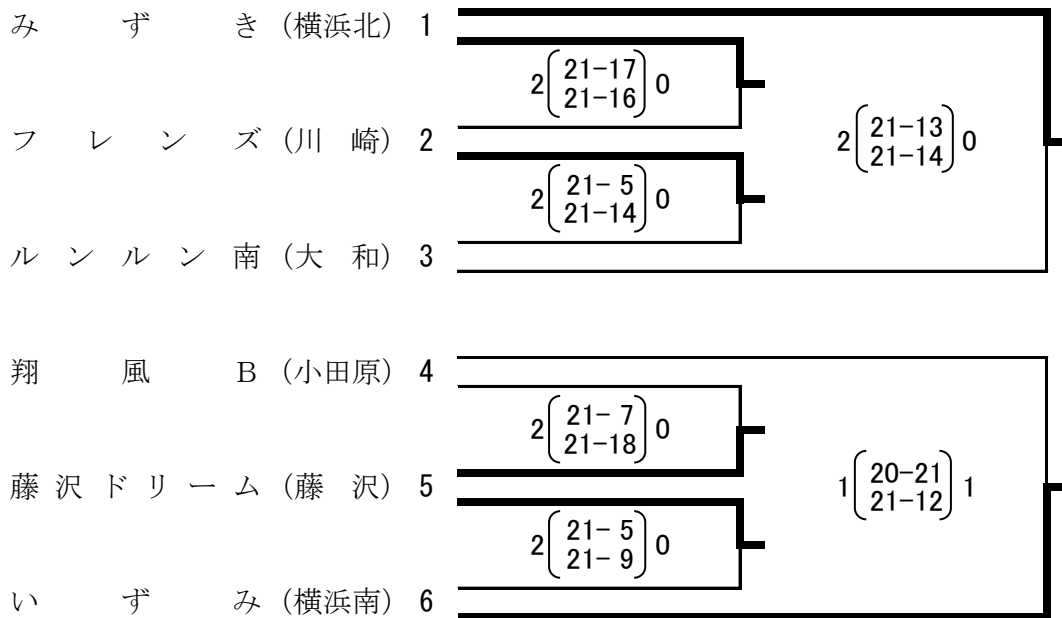 み ず き (横浜北) 1
2 21-17 0
21-16
フ レ ン ズ (川 崎) 2
2 21-13 0
21-14
2 21- 5 0
21-14
ル ン ル ン 南 (大 和) 3
翔 風 B (小田原) 4
2 21- 7 0
21-18
藤 沢 ド リ ー ム (藤 沢) 5
1 20-21 1
21-12
2 21- 5 0
21- 9
い ず み (横浜南) 6